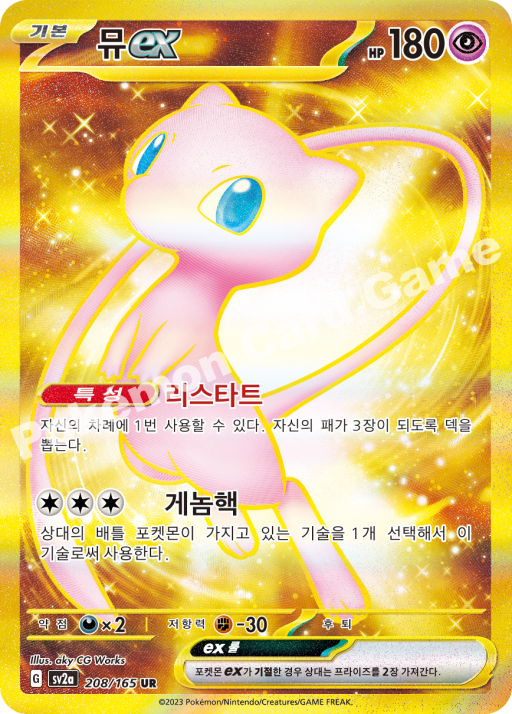 기본
뮤 ex
HP 180
특성 리스타트
자신의 차례에 1번 사용할 수 있다. 자신의 패가 3장이 되도록 덱을
뽑는다.
게놈핵
상대의 배틀 포켓몬이 가지고 있는 기술을 1개 선택해서 이
기술로써 사용한다.
약점 ×2 저항력 -30 후퇴
Illus. aky CG Works
ex 룰
포켓몬 ex가 기절한 경우 상대는 프라이즈를 2장 가져간다.
G sv2a 208/165 UR
©2023 Pokémon/Nintendo/Creatures/GAME FREAK.
Pokémon Card Game